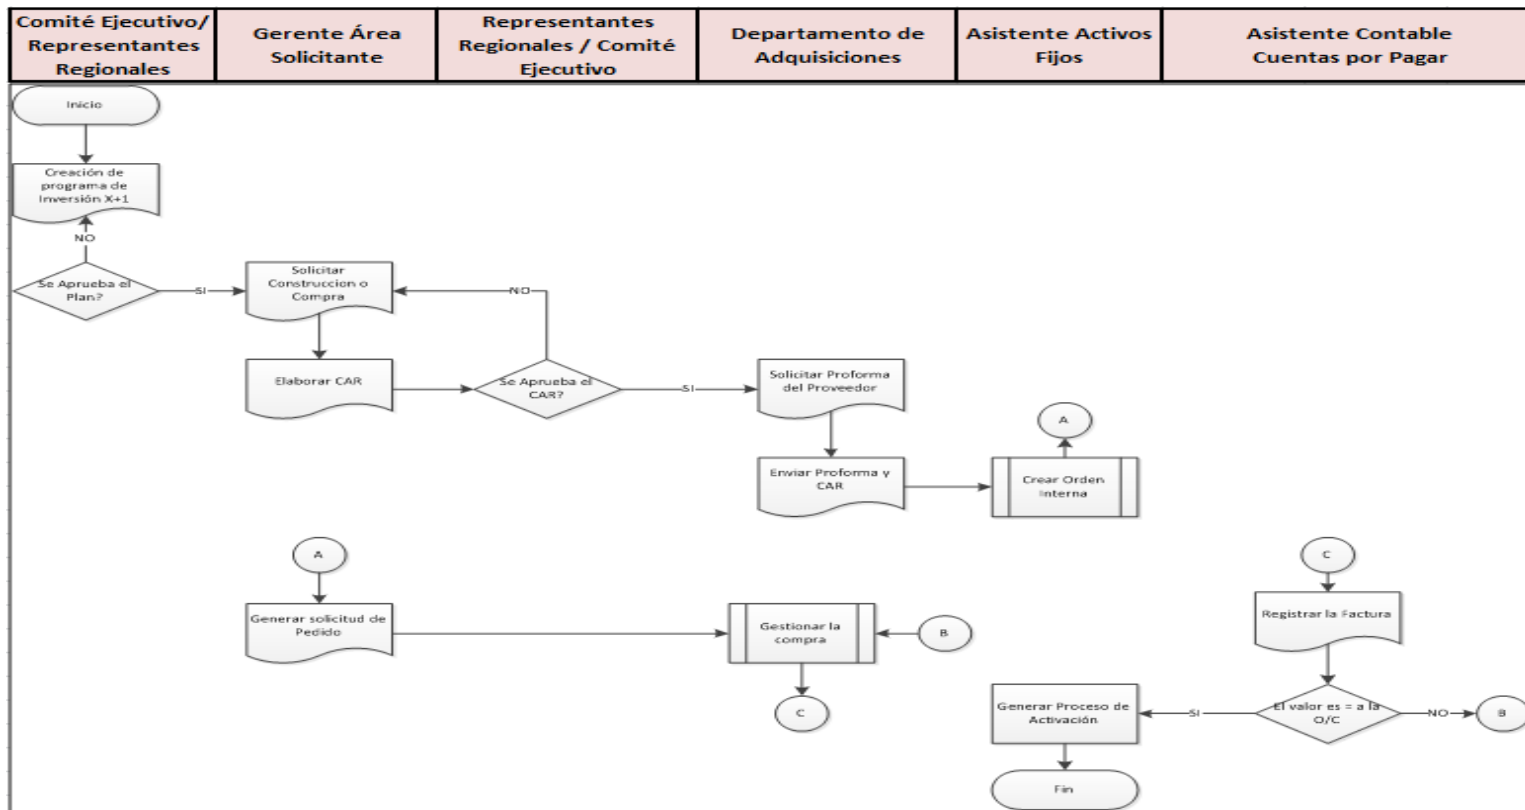 Comité Ejecutivo/
Representantes
Regionales
Gerente Área
Solicitante
Representantes
Regionales / Comité
Ejecutivo
Departamento de
Adquisiciones
Asistente Activos
Fijos
Asistente Contable
Cuentas por Pagar
Inicio
Creación de
programa de
Inversión X+1
NO
Se Aprueba el
Plan?
SI
Solicitar
Construccion o
Compra
NO
Elaborar CAR
Se Aprueba el
CAR?
SI
Solicitar Proforma
del Proveedor
A
Enviar Proforma y
CAR
Crear Orden
Interna
A
C
Generar solicitud de
Pedido
Gestionar la
compra
B
Registrar la Factura
C
Generar Proceso de
Activación
SI
El valor es = a la
O/C
NO
B
Fin